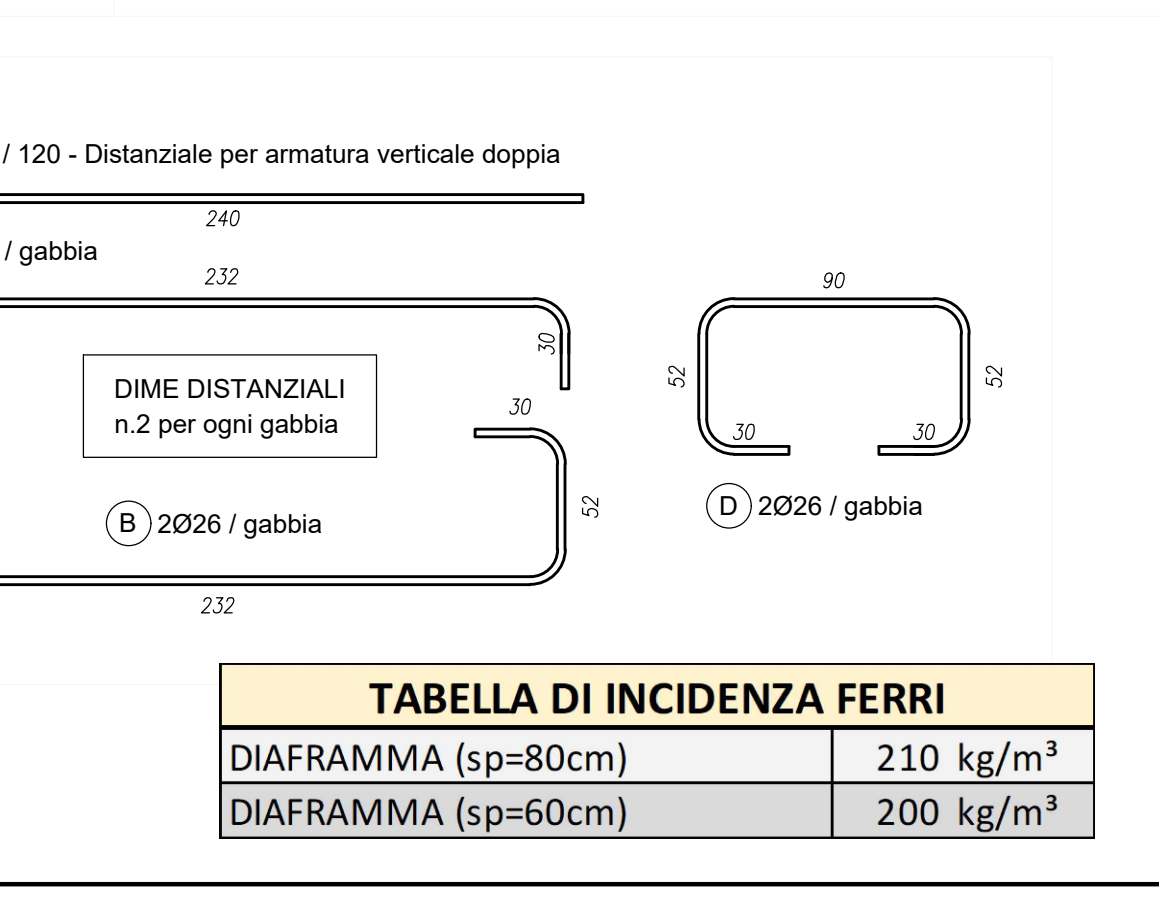 / 120 - Distanziale per armatura verticale doppia
240
/ gabbia
232
90
30
52
52
DIME DISTANZIALI
n.2 per ogni gabbia
30
30
30
52
B 2Ø26 / gabbia
D 2Ø26 / gabbia
232
TABELLA DI INCIDENZA FERRI
DIAFRAMMA (sp=80cm) 210 kg/m³
DIAFRAMMA (sp=60cm) 200 kg/m³